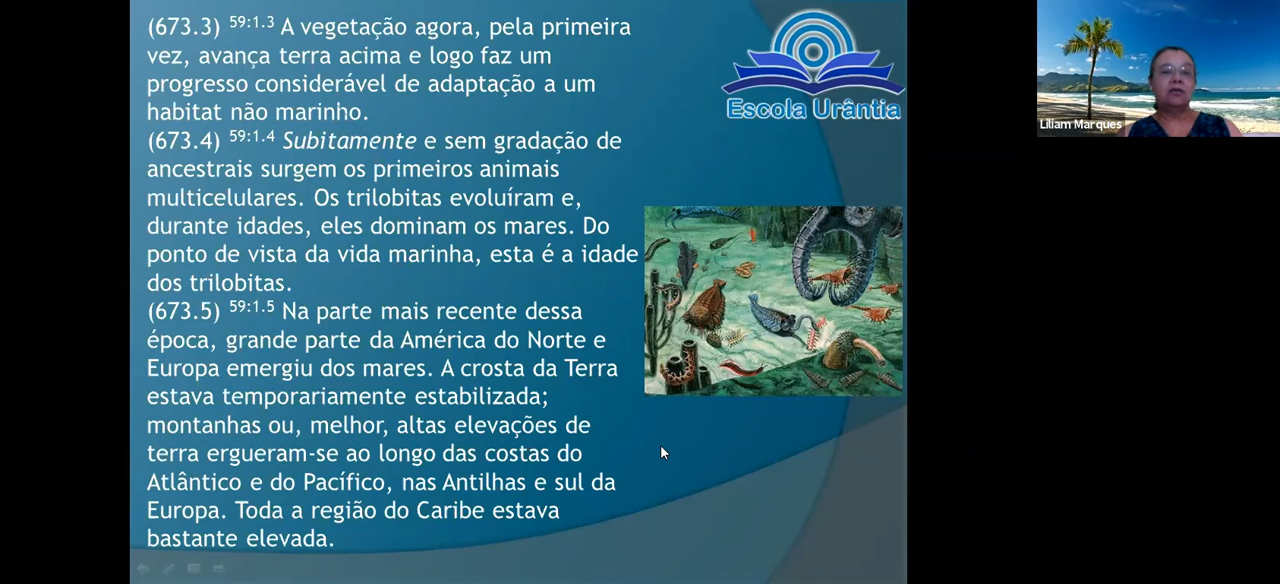 (673.3) 59:1.3 A vegetação agora, pela primeira
vez, avança terra acima e logo faz um
progresso considerável de adaptação a um
habitat não marinho.
(673.4) 59:1.4 Subitamente e sem gradação de
ancestrais surgem os primeiros animais
multicelulares. Os trilobitas evoluíram e,
durante idades, eles dominam os mares. Do
ponto de vista da vida marinha, esta é a idade
dos trilobitas.
(673.5) 59:1.5 Na parte mais recente dessa
época, grande parte da América do Norte e
Europa emergiu dos mares. A crosta da Terra
estava temporariamente estabilizada;
montanhas ou, melhor, altas elevações de
terra ergueram-se ao longo das costas do
Atlântico e do Pacífico, nas Antilhas e sul da
Europa. Toda a região do Caribe estava
bastante elevada.
Escola Urântia
Liliam Marques